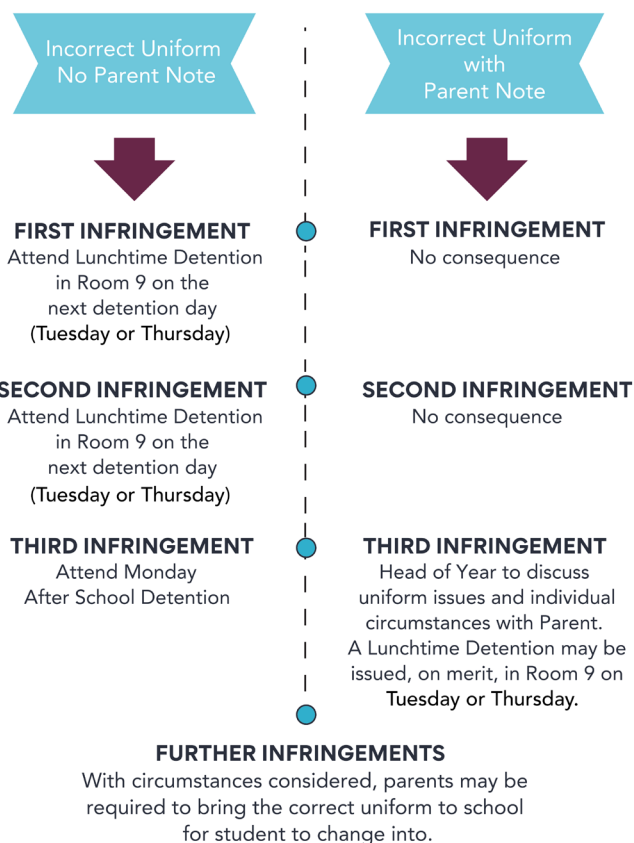 Incorrect Uniform
No Parent Note
Incorrect Uniform
with
Parent Note
FIRST INFRINGEMENT
Attend Lunchtime Detention
in Room 9 on the
next detention day
(Tuesday or Thursday)
FIRST INFRINGEMENT
No consequence
SECOND INFRINGEMENT
Attend Lunchtime Detention
in Room 9 on the
next detention day
(Tuesday or Thursday)
SECOND INFRINGEMENT
No consequence
THIRD INFRINGEMENT
Attend Monday
After School Detention
THIRD INFRINGEMENT
Head of Year to discuss
uniform issues and individual
circumstances with Parent.
A Lunchtime Detention may be
issued, on merit, in Room 9 on
Tuesday or Thursday.
FURTHER INFRINGEMENTS
With circumstances considered, parents may be
required to bring the correct uniform to school
for student to change into.